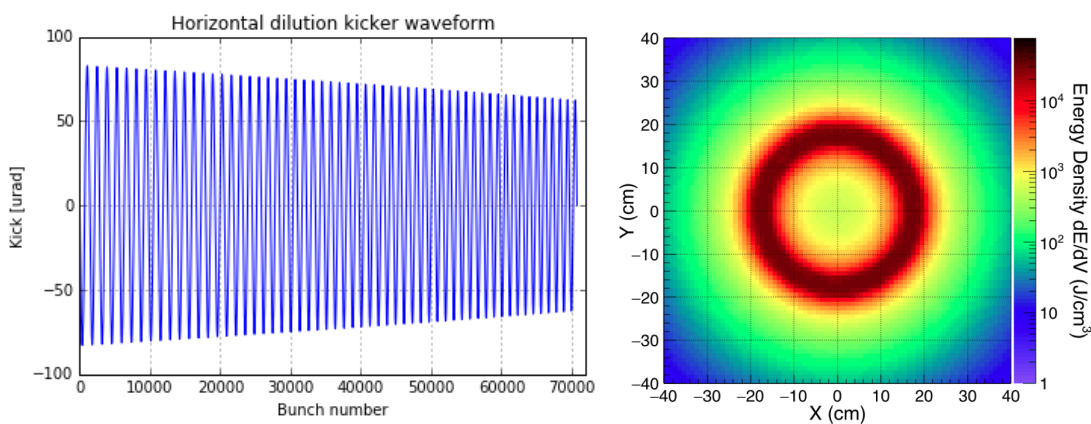 Horizontal dilution kicker waveform
Kick [urad]
100
50
0
−50
−100
0 10000 20000 30000 40000 50000 60000 70000
Bunch number
Y (cm)
40
30
20
10
0
−10
−20
−30
−40
−40 −30 −20 −10 0 10 20 30 40
X (cm)
10⁴
10³
10²
10
1
Energy Density dE/dV (J/cm³)